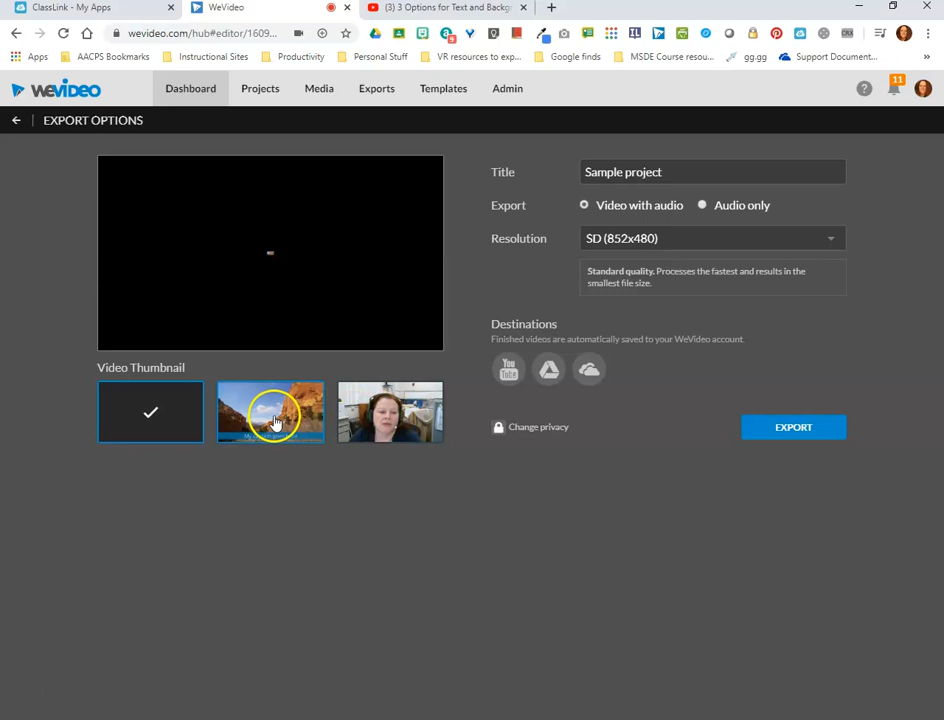 ClassLink - My Apps
WeVideo
(3) 3 Options for Text and Backg
wevideo.com/hub#editor/1609...
9
Apps
AACPS Bookmarks
Instructional Sites
Productivity
Personal Stuff
VR resources to exp...
Google finds
MSDE Course resou...
gg.gg
Support Document...
WEVIDEO
Dashboard
Projects
Media
Exports
Templates
Admin
11
EXPORT OPTIONS
Title
Sample project
Export
Video with audio
Audio only
Resolution
SD (852x480)
Standard quality. Processes the fastest and results in the
smallest file size.
Destinations
Finished videos are automatically saved to your WeVideo account.
You
Tube
Change privacy
EXPORT
Video Thumbnail